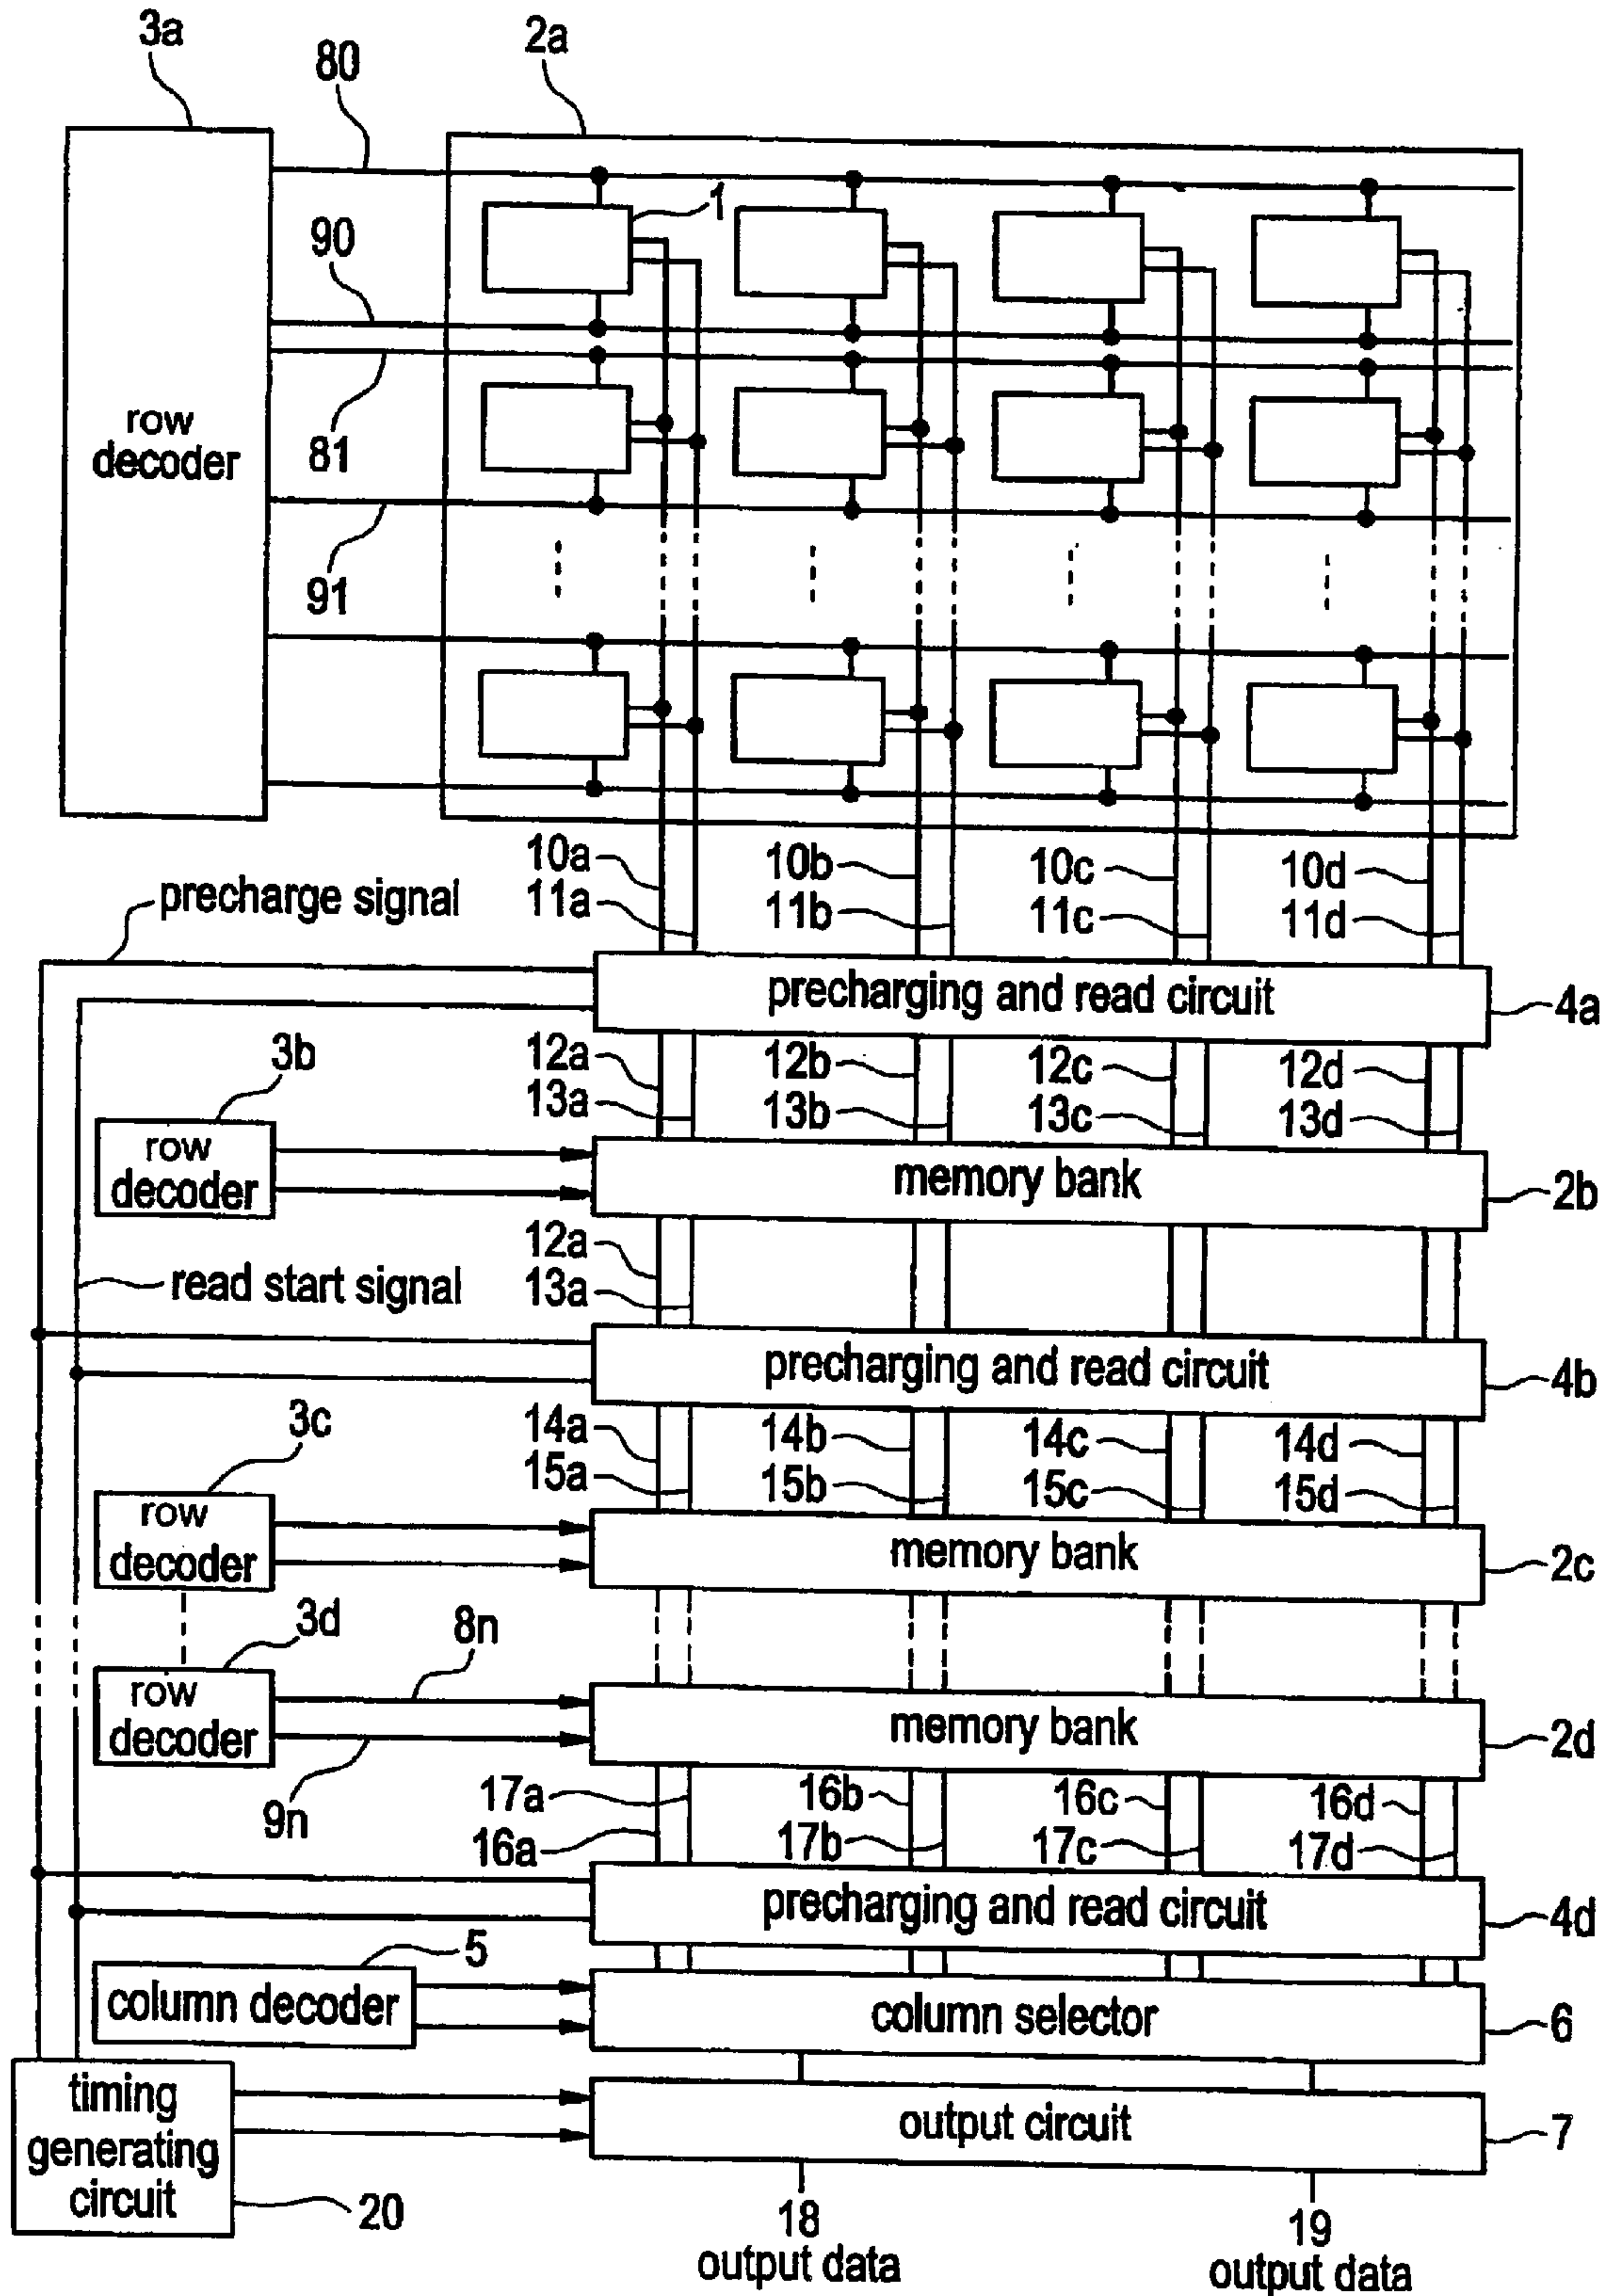 3a
80
2a
1
90
row
decoder
81
91
10a
10b
10c
10d
11a
11b
11c
11d
precharge signal
precharging and read circuit
4a
12a
12b
12c
12d
3b
13a
13b
13c
13d
row
decoder
memory bank
2b
12a
read start signal
13a
precharging and read circuit
4b
3c
14a
14b
14c
14d
15a
15b
15c
15d
row
decoder
memory bank
2c
3d
8n
row
decoder
memory bank
2d
9n
17a
16b
16c
16d
16a
17b
17c
17d
precharging and read circuit
4d
5
column decoder
column selector
6
timing
generating
circuit
output circuit
7
20
18
output data
19
output data